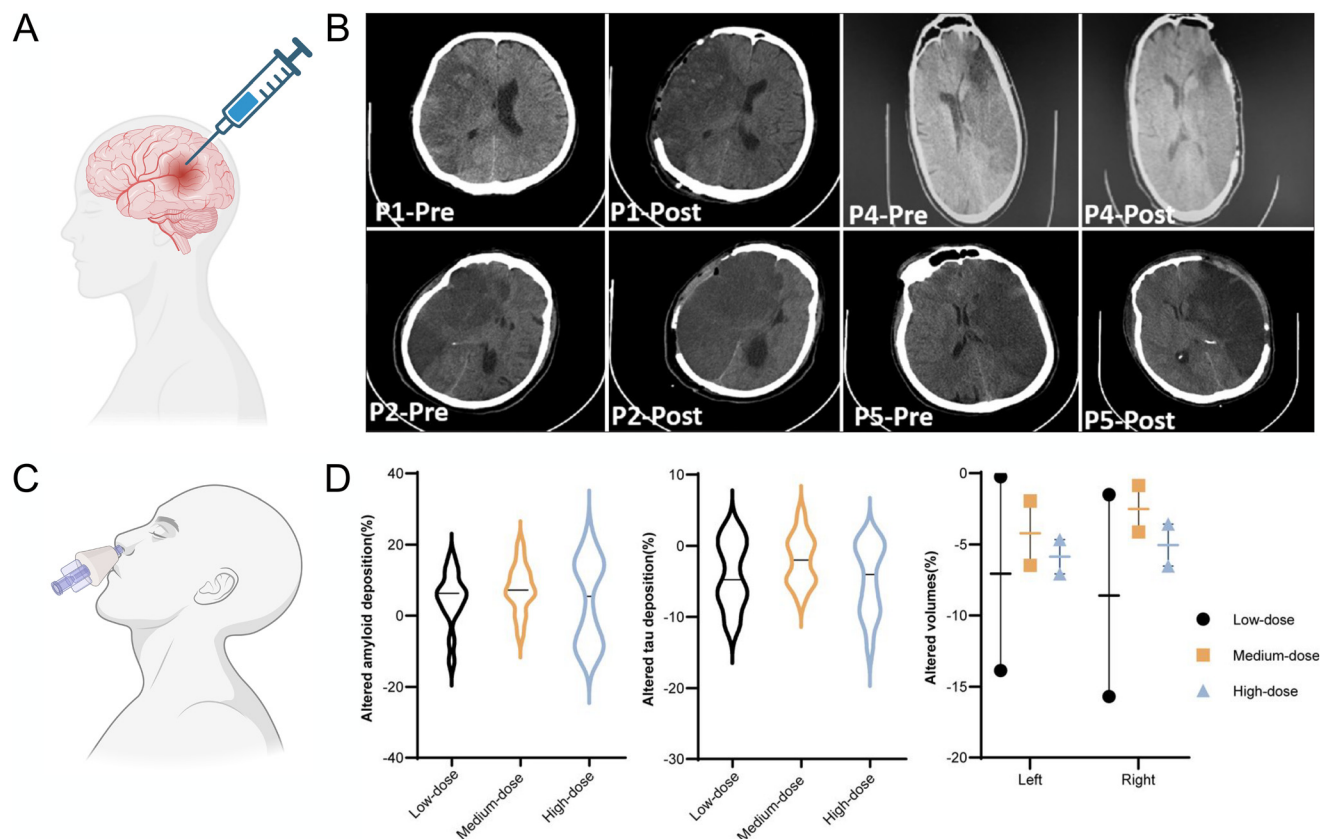 A
B
P1-Pre
P1-Post
P4-Pre
P4-Post
P2-Pre
P2-Post
P5-Pre
P5-Post
C
D
Altered amyloid deposition(%)
40
20
0
-20
-40
Low-dose
Medium-dose
High-dose
Altered tau deposition(%)
10
0
-10
-20
-30
Low-dose
Medium-dose
High-dose
Altered volumes(%)
0
-5
-10
-15
-20
Left
Right
Low-dose
Medium-dose
High-dose